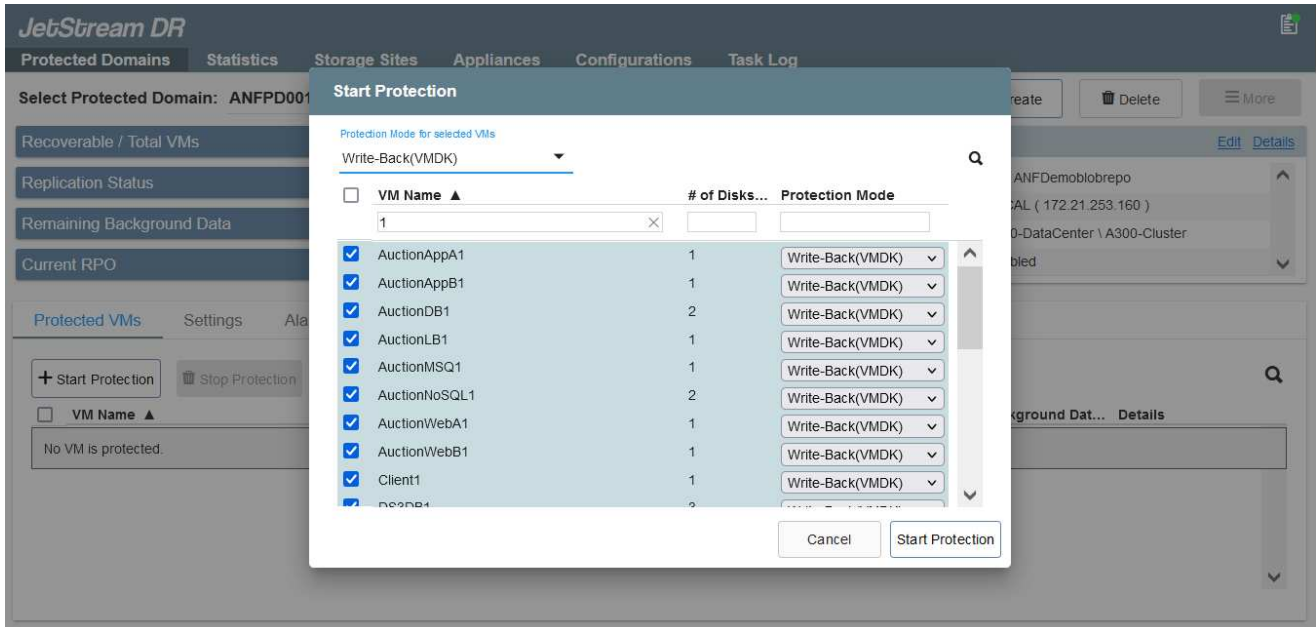 JetStream DR
Protected Domains Statistics Storage Sites Appliances Configurations Task Log
Select Protected Domain: ANFPD001 Delete More
Start Protection
Recoverable / Total VMs Edit Details
Replication Status ANFDemoblobrepo
( 172.21.253.160 )
Remaining Background Data 0-DataCenter \ A300-Cluster
Current RPO
Protection Mode for selected VMs
Write-Back(VMDK)
VM Name ▲ # of Disks... Protection Mode
1
AuctionAppA1 1 Write-Back(VMDK)
AuctionAppB1 1 Write-Back(VMDK)
AuctionDB1 2 Write-Back(VMDK)
AuctionLB1 1 Write-Back(VMDK)
AuctionMSQ1 1 Write-Back(VMDK)
AuctionNoSQL1 2 Write-Back(VMDK)
AuctionWebA1 1 Write-Back(VMDK)
AuctionWebB1 1 Write-Back(VMDK)
Client1 1 Write-Back(VMDK)
Cancel Start Protection
Protected VMs Settings Ala
+ Start Protection Stop Protection
VM Name ▲ kground Dat... Details
No VM is protected.